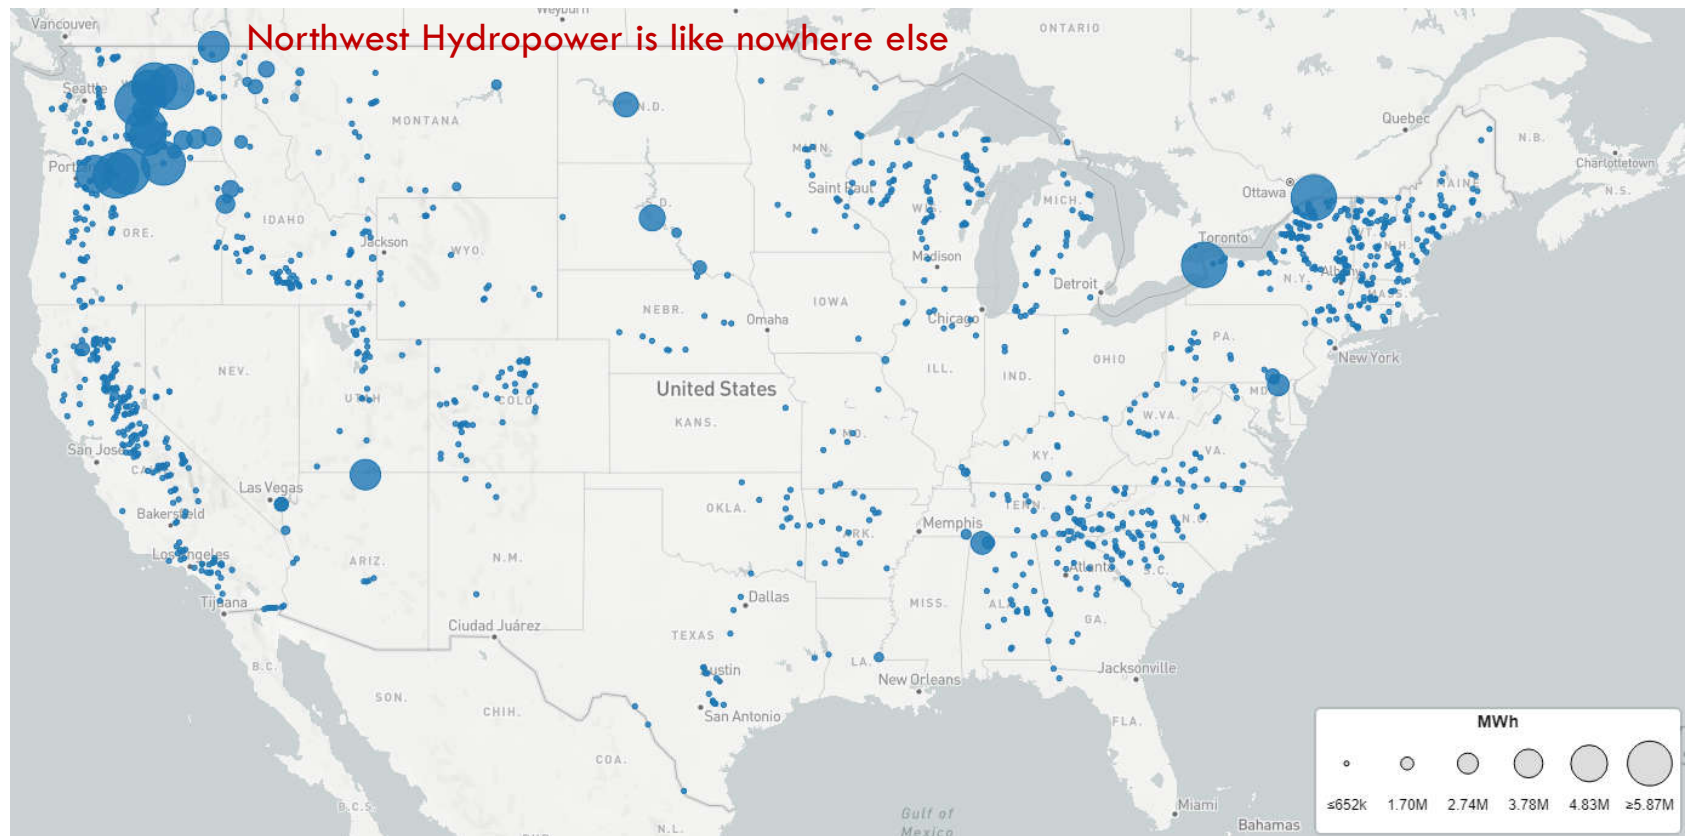 Northwest Hydropower is like nowhere else
Vancouver
Weyburn
ONTARIO
Seattle
MONTANA
N.D.
MINN.
Quebec
N.B.
Charlottetown
Saint Paul
Ottawa
MAINE
N.S.
S.D.
WIS.
MICH.
VT.
N.H.
IDAHO
ORE.
Jackson
WYO.
Toronto
Madison
Detroit
N.Y.
Albany
MASS.
NEBR.
IOWA
Omaha
Chicago
PA.
New York
NEV.
UTAH
COLO.
United States
ILL.
IND.
OHIO
MD.
KANS.
MO.
W.VA.
San Jose
KY.
VA.
Las Vegas
OKLA.
Memphis
TENN.
N.C.
Bakersfield
ARK.
Los Angeles
ARIZ.
N.M.
Atlanta
S.C.
Tijuana
Dallas
MISS.
ALA.
GA.
Ciudad Juárez
TEXAS
B.C.
Austin
LA.
New Orleans
Jacksonville
SON.
CHIH.
San Antonio
FLA.
COA.
B.C.S.
N.L.
Gulf of
Mexico
Miami
Bahamas
MWh
≤652k 1.70M 2.74M 3.78M 4.83M ≥5.87M